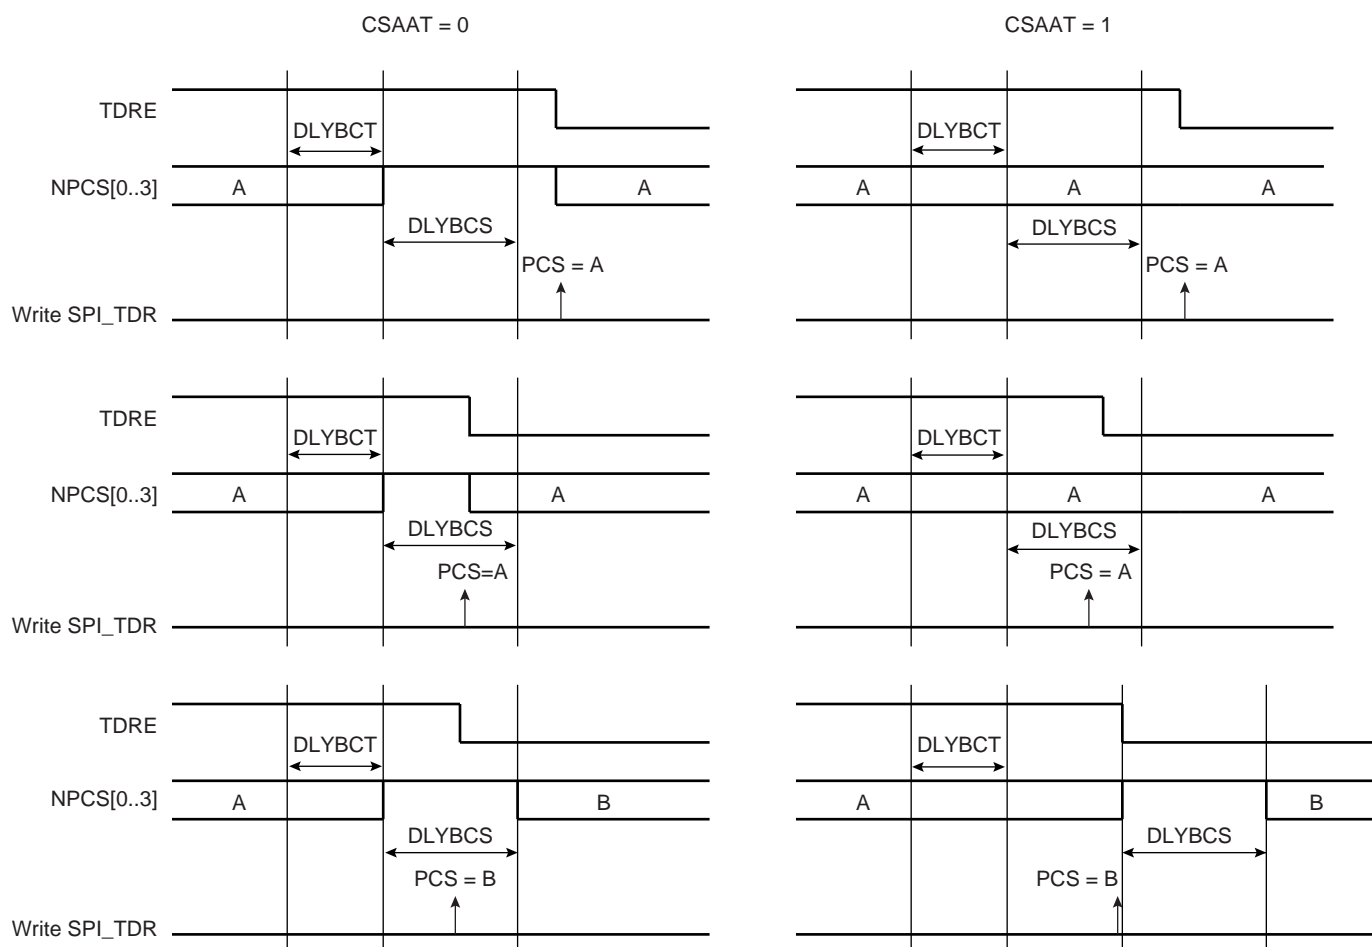 CSAAT = 0 CSAAT = 1
TDRE
DLYBCT DLYBCT
NPCS[0..3] A A A A A
DLYBCS DLYBCS
PCS = A PCS = A
Write SPI_TDR
TDRE
DLYBCT DLYBCT
NPCS[0..3] A A A A A
DLYBCS DLYBCS
PCS=A PCS = A
Write SPI_TDR
TDRE
DLYBCT DLYBCT
NPCS[0..3] A B A B
DLYBCS DLYBCS
PCS = B PCS = B
Write SPI_TDR